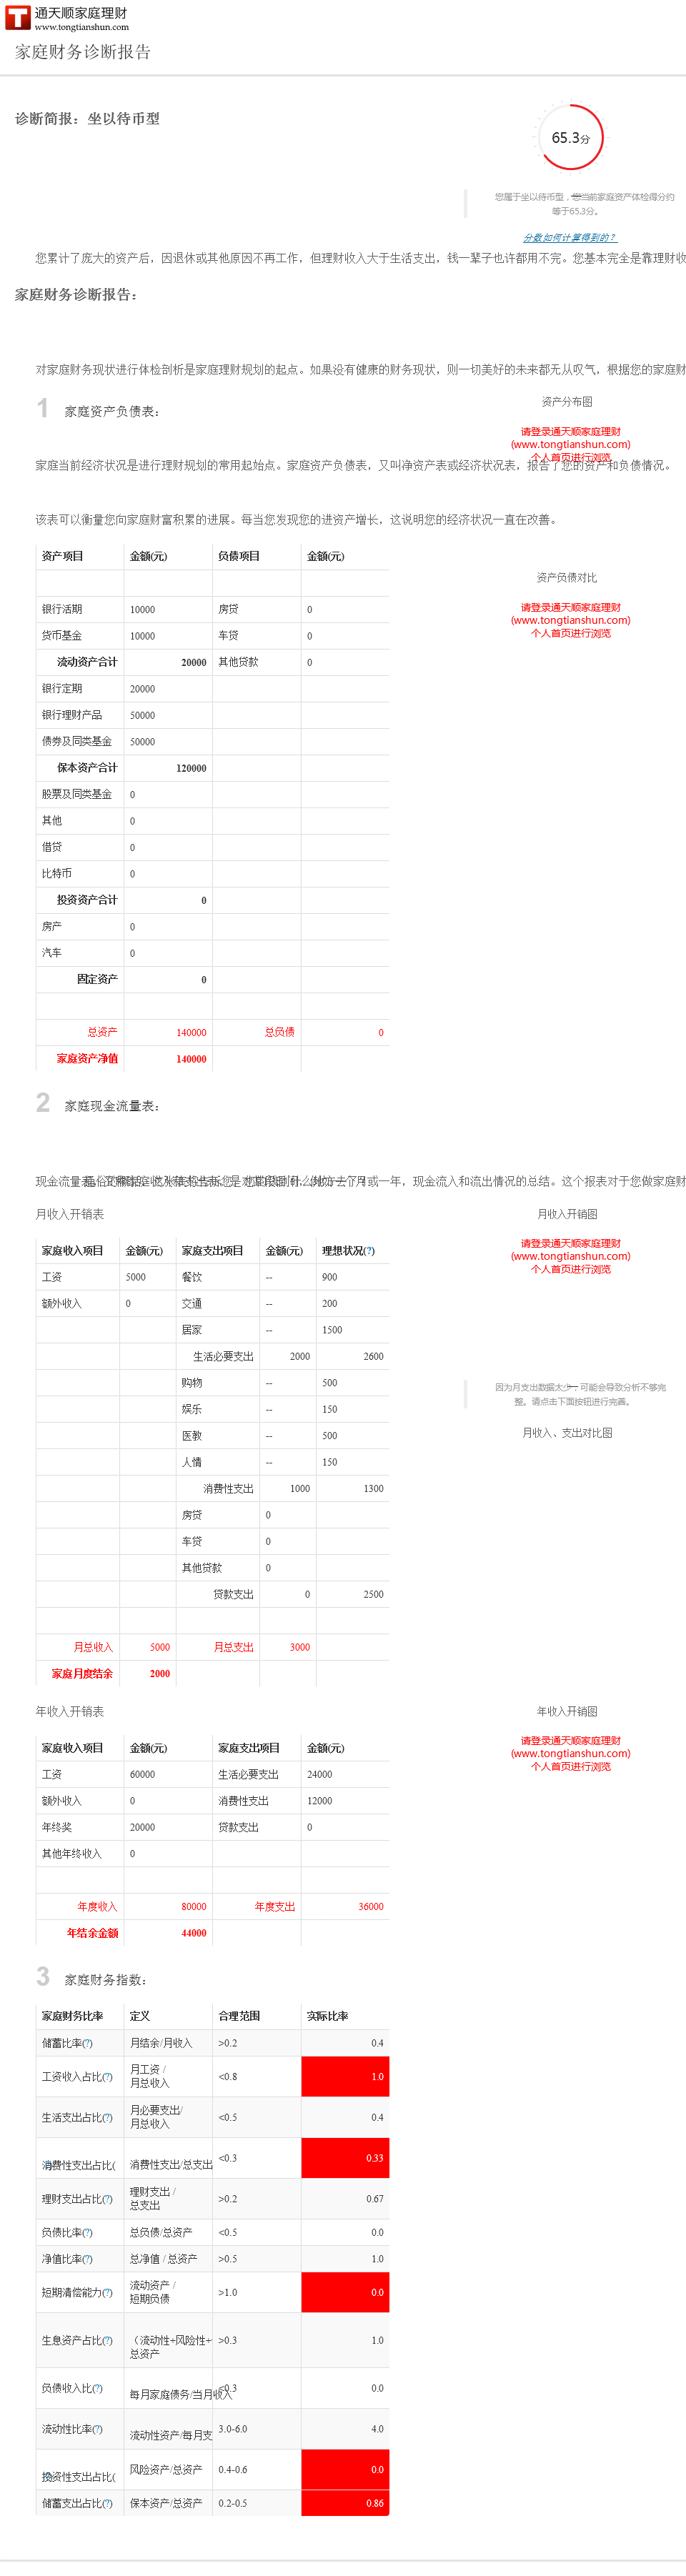 通天顺家庭理财
www.tongtianshun.com
家庭财务诊断报告
诊断简报：坐以待币型
65.3分
您属于坐以待币型，您当前家庭资产体检得分约
等于65.3分。
分数如何计算得到的？
您累计了庞大的资产后，因退休或其他原因不再工作，但理财收入大于生活支出，钱一辈子也许都用不完。您基本完全是靠理财收
家庭财务诊断报告：
对家庭财务现状进行体检剖析是家庭理财规划的起点。如果没有健康的财务现状，则一切美好的未来都无从叹气，根据您的家庭财
1 家庭资产负债表：
资产分布图
请登录通天顺家庭理财
(www.tongtianshun.com)
个人首页进行浏览
家庭当前经济状况是进行理财规划的常用起始点。家庭资产负债表，又叫净资产表或经济状况表，报告了您的资产和负债情况。
该表可以衡量您向家庭财富积累的进展。每当您发现您的进资产增长，这说明您的经济状况一直在改善。
资产项目 金额(元) 负债项目 金额(元)
银行活期 10000 房贷 0
货币基金 10000 车贷 0
流动资产合计 20000 其他贷款 0
银行定期 20000
银行理财产品 50000
债券及同类基金 50000
保本资产合计 120000
股票及同类基金 0
其他 0
借贷 0
比特币 0
投资资产合计 0
房产 0
汽车 0
固定资产 0
总资产 140000 总负债 0
家庭资产净值 140000
资产负债对比
请登录通天顺家庭理财
(www.tongtianshun.com)
个人首页进行浏览
2 家庭现金流量表：
现金流量表
月或一年，现金流入和流出情况的总结。这个报表对于您做家庭财
月收入开销表
家庭收入项目 金额(元) 家庭支出项目 金额(元) 理想状况(?)
工资 5000 餐饮 -- 900
额外收入 0 交通 -- 200
居家 -- 1500
生活必要支出 2000 2600
购物 -- 500
娱乐 -- 150
医教 -- 500
人情 -- 150
消费性支出 1000 1300
房贷 0
车贷 0
其他贷款 0
贷款支出 0 2500
月总收入 5000 月总支出 3000
家庭月度结余 2000
月收入开销图
请登录通天顺家庭理财
(www.tongtianshun.com)
个人首页进行浏览
因为月支出数据太少，可能会导致分析不够完
整。请点击下面按钮进行完善。
月收入、支出对比图
年收入开销表
家庭收入项目 金额(元) 家庭支出项目 金额(元)
工资 60000 生活必要支出 24000
额外收入 0 消费性支出 12000
年终奖 20000 贷款支出 0
其他年终收入 0
年度收入 80000 年度支出 36000
年结余金额 44000
年收入开销图
请登录通天顺家庭理财
(www.tongtianshun.com)
个人首页进行浏览
3 家庭财务指数：
家庭财务比率 定义 合理范围 实际比率
储蓄比率(?) 月结余/月收入 >0.2 0.4
工资收入占比(?) 月工资 /
月总收入 <0.8 1.0
生活支出占比(?) 月必要支出/
月总收入 <0.5 0.4
消费性支出占比( 消费性支出/总支出 <0.3 0.33
理财支出占比(?) 理财支出 /
总支出 >0.2 0.67
负债比率(?) 总负债/总资产 <0.5 0.0
净值比率(?) 总净值 / 总资产 >0.5 1.0
短期清偿能力(?) 流动资产 /
短期负债 >1.0 0.0
生息资产占比(?) （流动性+风险性+
总资产 >0.3 1.0
负债收入比(?) 每月家庭债务/当月收入 <0.3 0.0
流动性比率(?) 流动性资产/每月支 3.0-6.0 4.0
投资性支出占比( 风险资产/总资产 0.4-0.6 0.0
储蓄支出占比(?) 保本资产/总资产 0.2-0.5 0.86